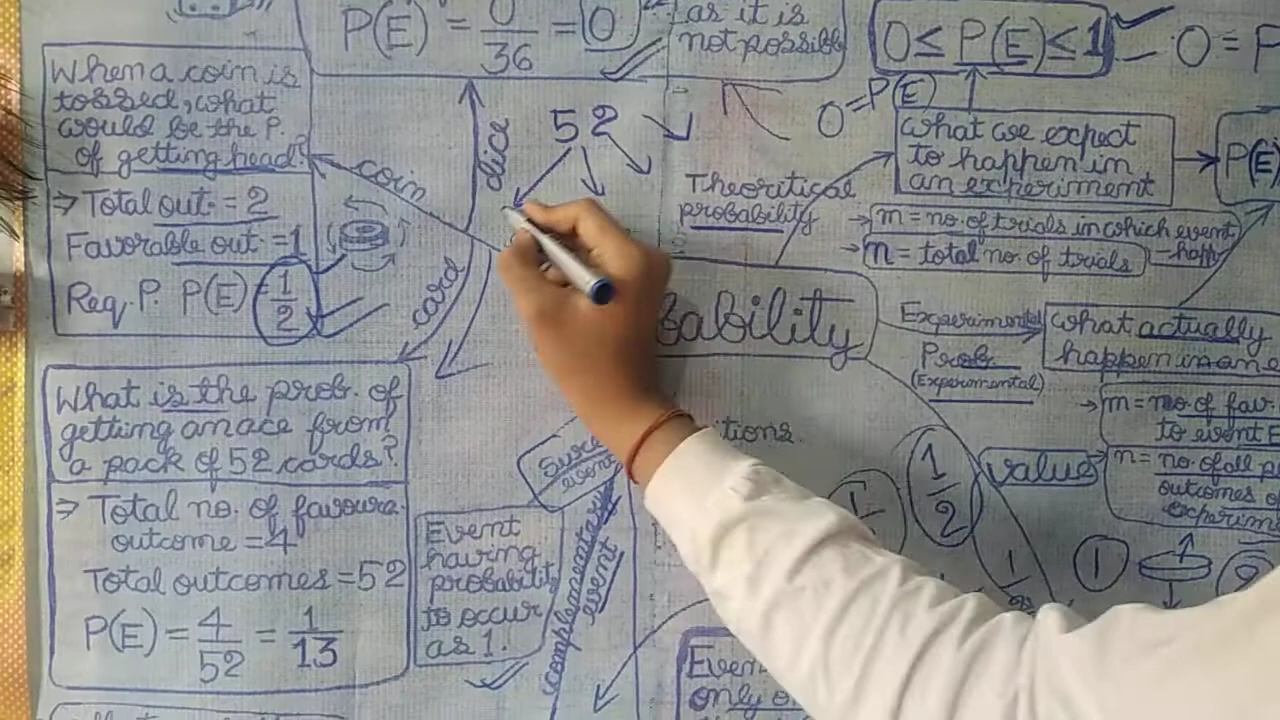 P(E) = 0/36 = 0
as it is
not possible
0 ≤ P(E) ≤ 1
0 =
0 = P(E)
When a coin is
tossed, what
would be the P.
of getting head?
⇒ Total out. = 2
Favorable out. = 1
Req. P. P(E) = 1/2
coin
dice
card
52
Theoritical
probability
what we expect
to happen in
an experiment
P(E)
→ m = no. of trials in which event
→ n = total no. of trials
happ
bability
Experimental
Prob.
(Experimental)
what actually
happen in an e
→ m = no. of fav.
to event E
n = no. of all p
outcomes o
experim
value
1/2
1
What is the prob. of
getting an ace from
a pack of 52 cards?
⇒ Total no. of favoura.
outcome = 4
Total outcomes = 52
P(E) = 4/52 = 1/13
itions.
Sure
event
Event
having
probabilit
to occur
as 1.
complementary
event
Even
only o